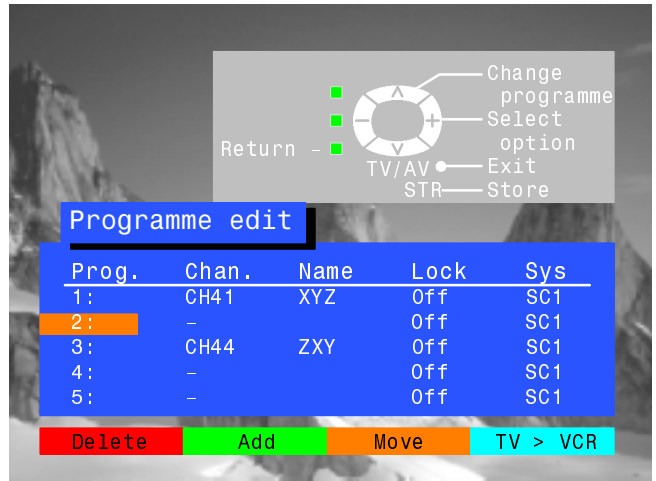 Change
programme
Select
option
Return –
TV/AV
Exit
STR
Store
Programme edit
Prog. Chan. Name Lock Sys
1: CH41 XYZ Off SC1
2: – Off SC1
3: CH44 ZXY Off SC1
4: – Off SC1
5: – Off SC1
Delete Add Move TV > VCR